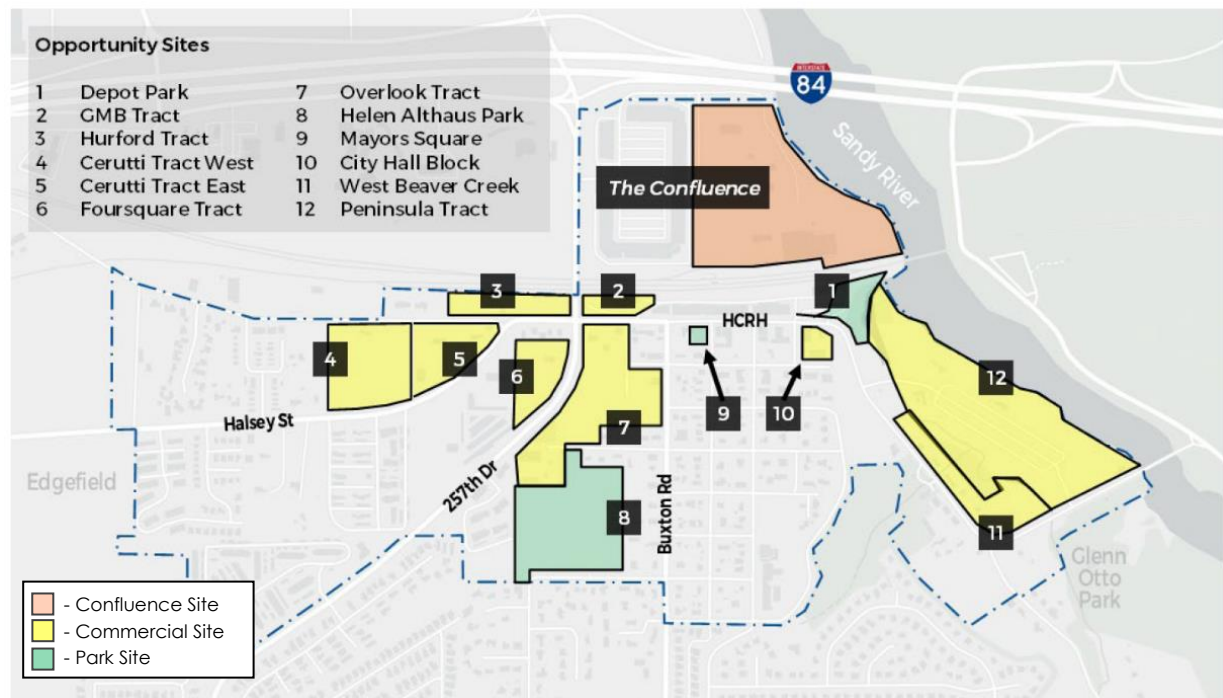 Opportunity Sites
1 Depot Park
2 GMB Tract
3 Hurford Tract
4 Cerutti Tract West
5 Cerutti Tract East
6 Foursquare Tract
7 Overlook Tract
8 Helen Althaus Park
9 Mayors Square
10 City Hall Block
11 West Beaver Creek
12 Peninsula Tract
INTERSTATE
84
Sandy River
The Confluence
3
2
1
HCRH
4
5
6
9
10
12
7
Halsey St
257th Dr
Edgefield
8
Buxton Rd
11
Glenn
Otto
Park
- Confluence Site
- Commercial Site
- Park Site